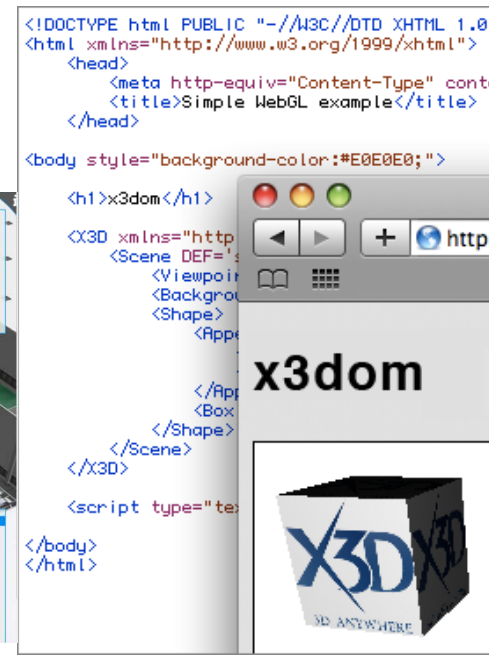 <!DOCTYPE html PUBLIC "-//W3C//DTD XHTML 1.0
<html xmlns="http://www.w3.org/1999/xhtml">
<head>
<meta http-equiv="Content-Type" cont
<title>Simple WebGL example</title>
</head>
<body style="background-color:#E0E0E0;">
<h1>x3dom</h1>
<X3D xmlns="http
<Scene DEF='s
<Viewpoin
<Backgrou
<Shape>
<Appe
</App
<Box
</Shape>
</Scene>
</X3D>
<script type="tex
</body>
</html>
http
x3dom
X3D
3D ANYWHERE
X3D